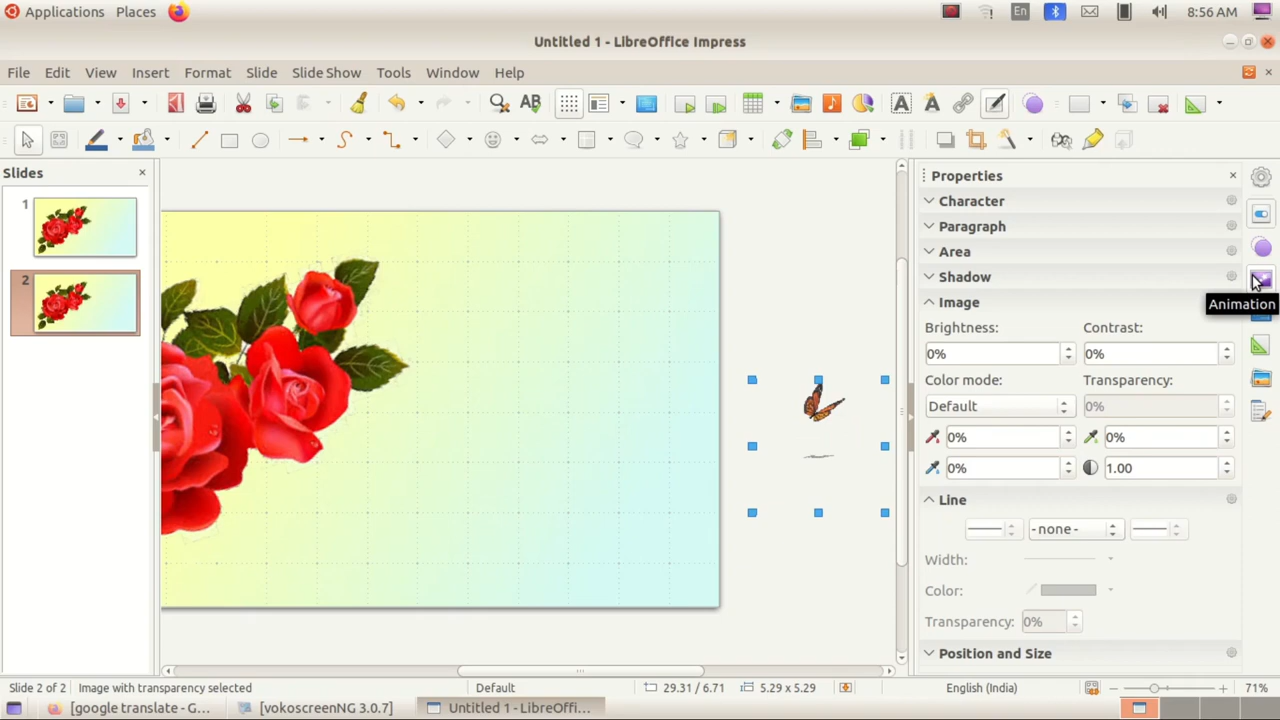 Applications Places En 8:56 AM
Untitled 1 - LibreOffice Impress
File Edit View Insert Format Slide Slide Show Tools Window Help
Slides
1
2
Properties
Character
Paragraph
Area
Shadow
Animation
Image
Brightness: Contrast:
0% 0%
Color mode: Transparency:
Default 0%
0% 0%
0% 1.00
Line
- none -
Width:
Color:
Transparency: 0%
Position and Size
Slide 2 of 2 Image with transparency selected Default 29.31 / 6.71 5.29 x 5.29 English (India) 71%
[google translate - G... [vokoscreenNG 3.0.7] Untitled 1 - LibreOffi...